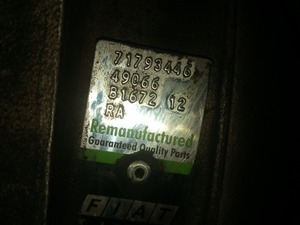 71793446
49066
B1672 12
RA
Remanufactured
Guaranteed Quality Parts
FIAT